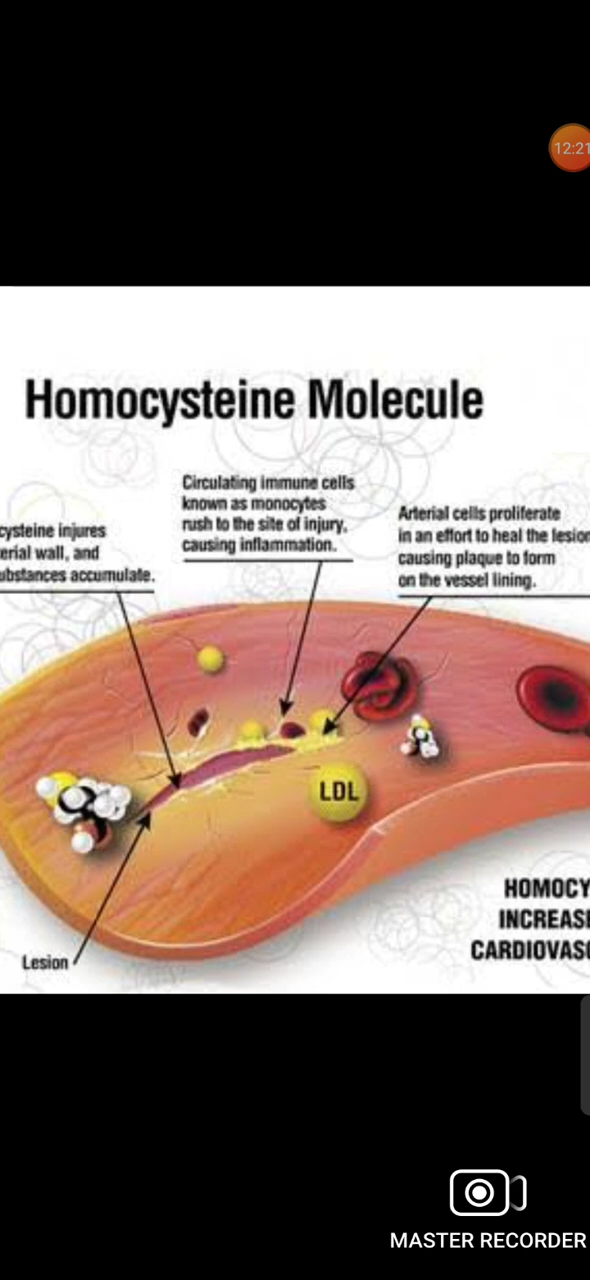 12:21
Homocysteine Molecule
Circulating immune cells
known as monocytes
rush to the site of injury,
causing inflammation.
cysteine injures
erial wall, and
ubstances accumulate.
Arterial cells proliferate
in an effort to heal the lesion
causing plaque to form
on the vessel lining.
LDL
HOMOCY
INCREAS
CARDIOVASC
Lesion
MASTER RECORDER